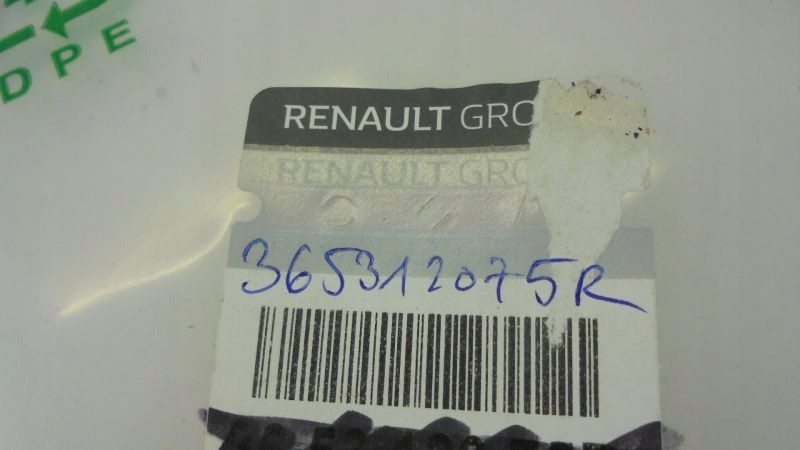 DPE
RENAULT GRO
RENAULT GRO
365312075R